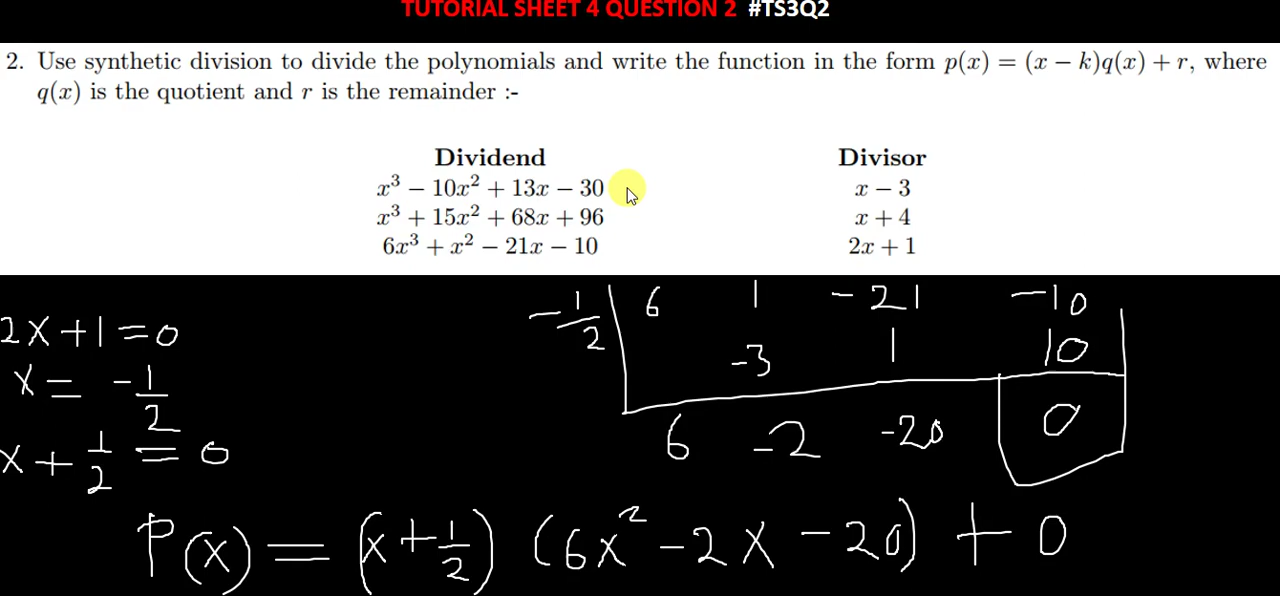 TUTORIAL SHEET 4 QUESTION 2 #TS3Q2
2. Use synthetic division to divide the polynomials and write the function in the form p(x) = (x − k)q(x) + r, where
q(x) is the quotient and r is the remainder :-
Dividend Divisor
x³ − 10x² + 13x − 30 x − 3
x³ + 15x² + 68x + 96 x + 4
6x³ + x² − 21x − 10 2x + 1
2x + 1 = 0
x = -1/2
x + 1/2 = 0
-1/2 | 6 1 -21 -10
-3 1 10
6 -2 -20 0
P(x) = (x + 1/2) (6x² - 2x - 20) + 0